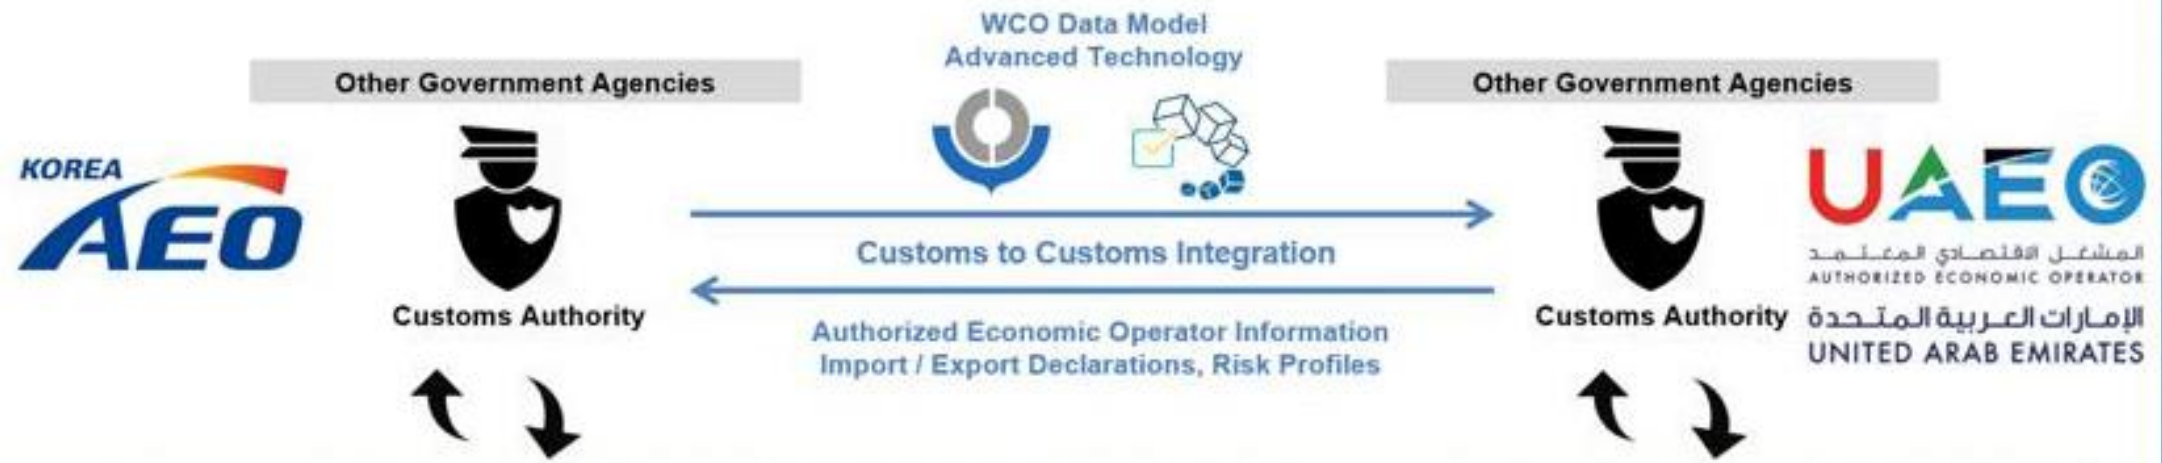 WCO Data Model
Advanced Technology
Other Government Agencies
Other Government Agencies
KOREA
AEO
UAEO
المشغل الاقتصادي المعتمد
AUTHORIZED ECONOMIC OPERATOR
Customs to Customs Integration
Customs Authority
Customs Authority
الإمارات العربية المتحدة
UNITED ARAB EMIRATES
Authorized Economic Operator Information
Import / Export Declarations, Risk Profiles